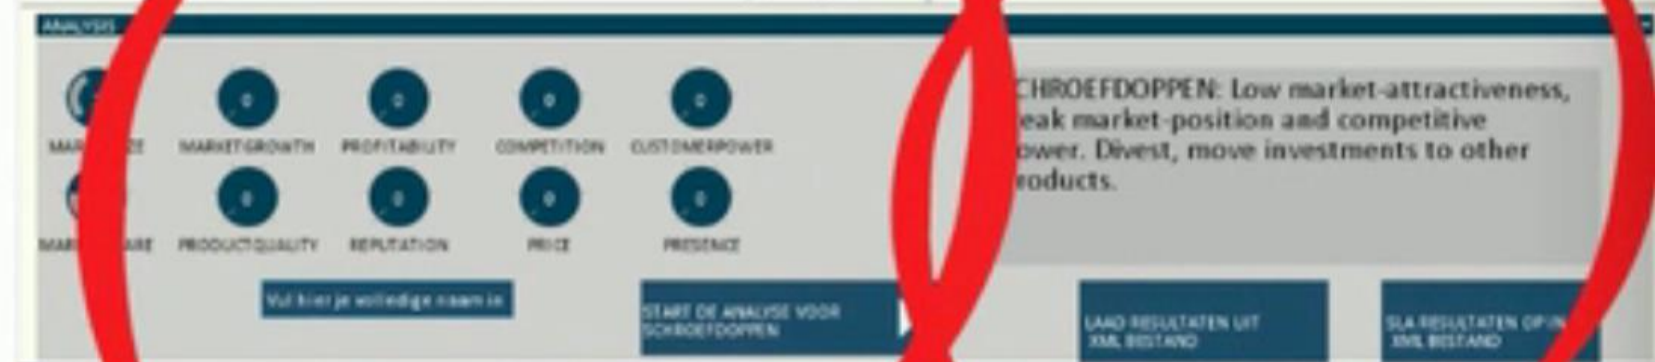 ANALYSIS
MARKETGROWTH PROFITABILITY COMPETITION CUSTOMERPOWER
PRODUCTQUALITY REPUTATION PRICE PRESENCE
0 0 0 0
0 0 0 0
Vul hier je volledige naam in
START DE ANALYSE VOOR
SCHROEFDOPPEN
CHROEFDOPPEN: Low market-attractiveness,
eak market-position and competitive
ower. Divest, move investments to other
roducts.
LAAD RESULTATEN UIT
XML BESTAND
SLA RESULTATEN OP IN
XML BESTAND